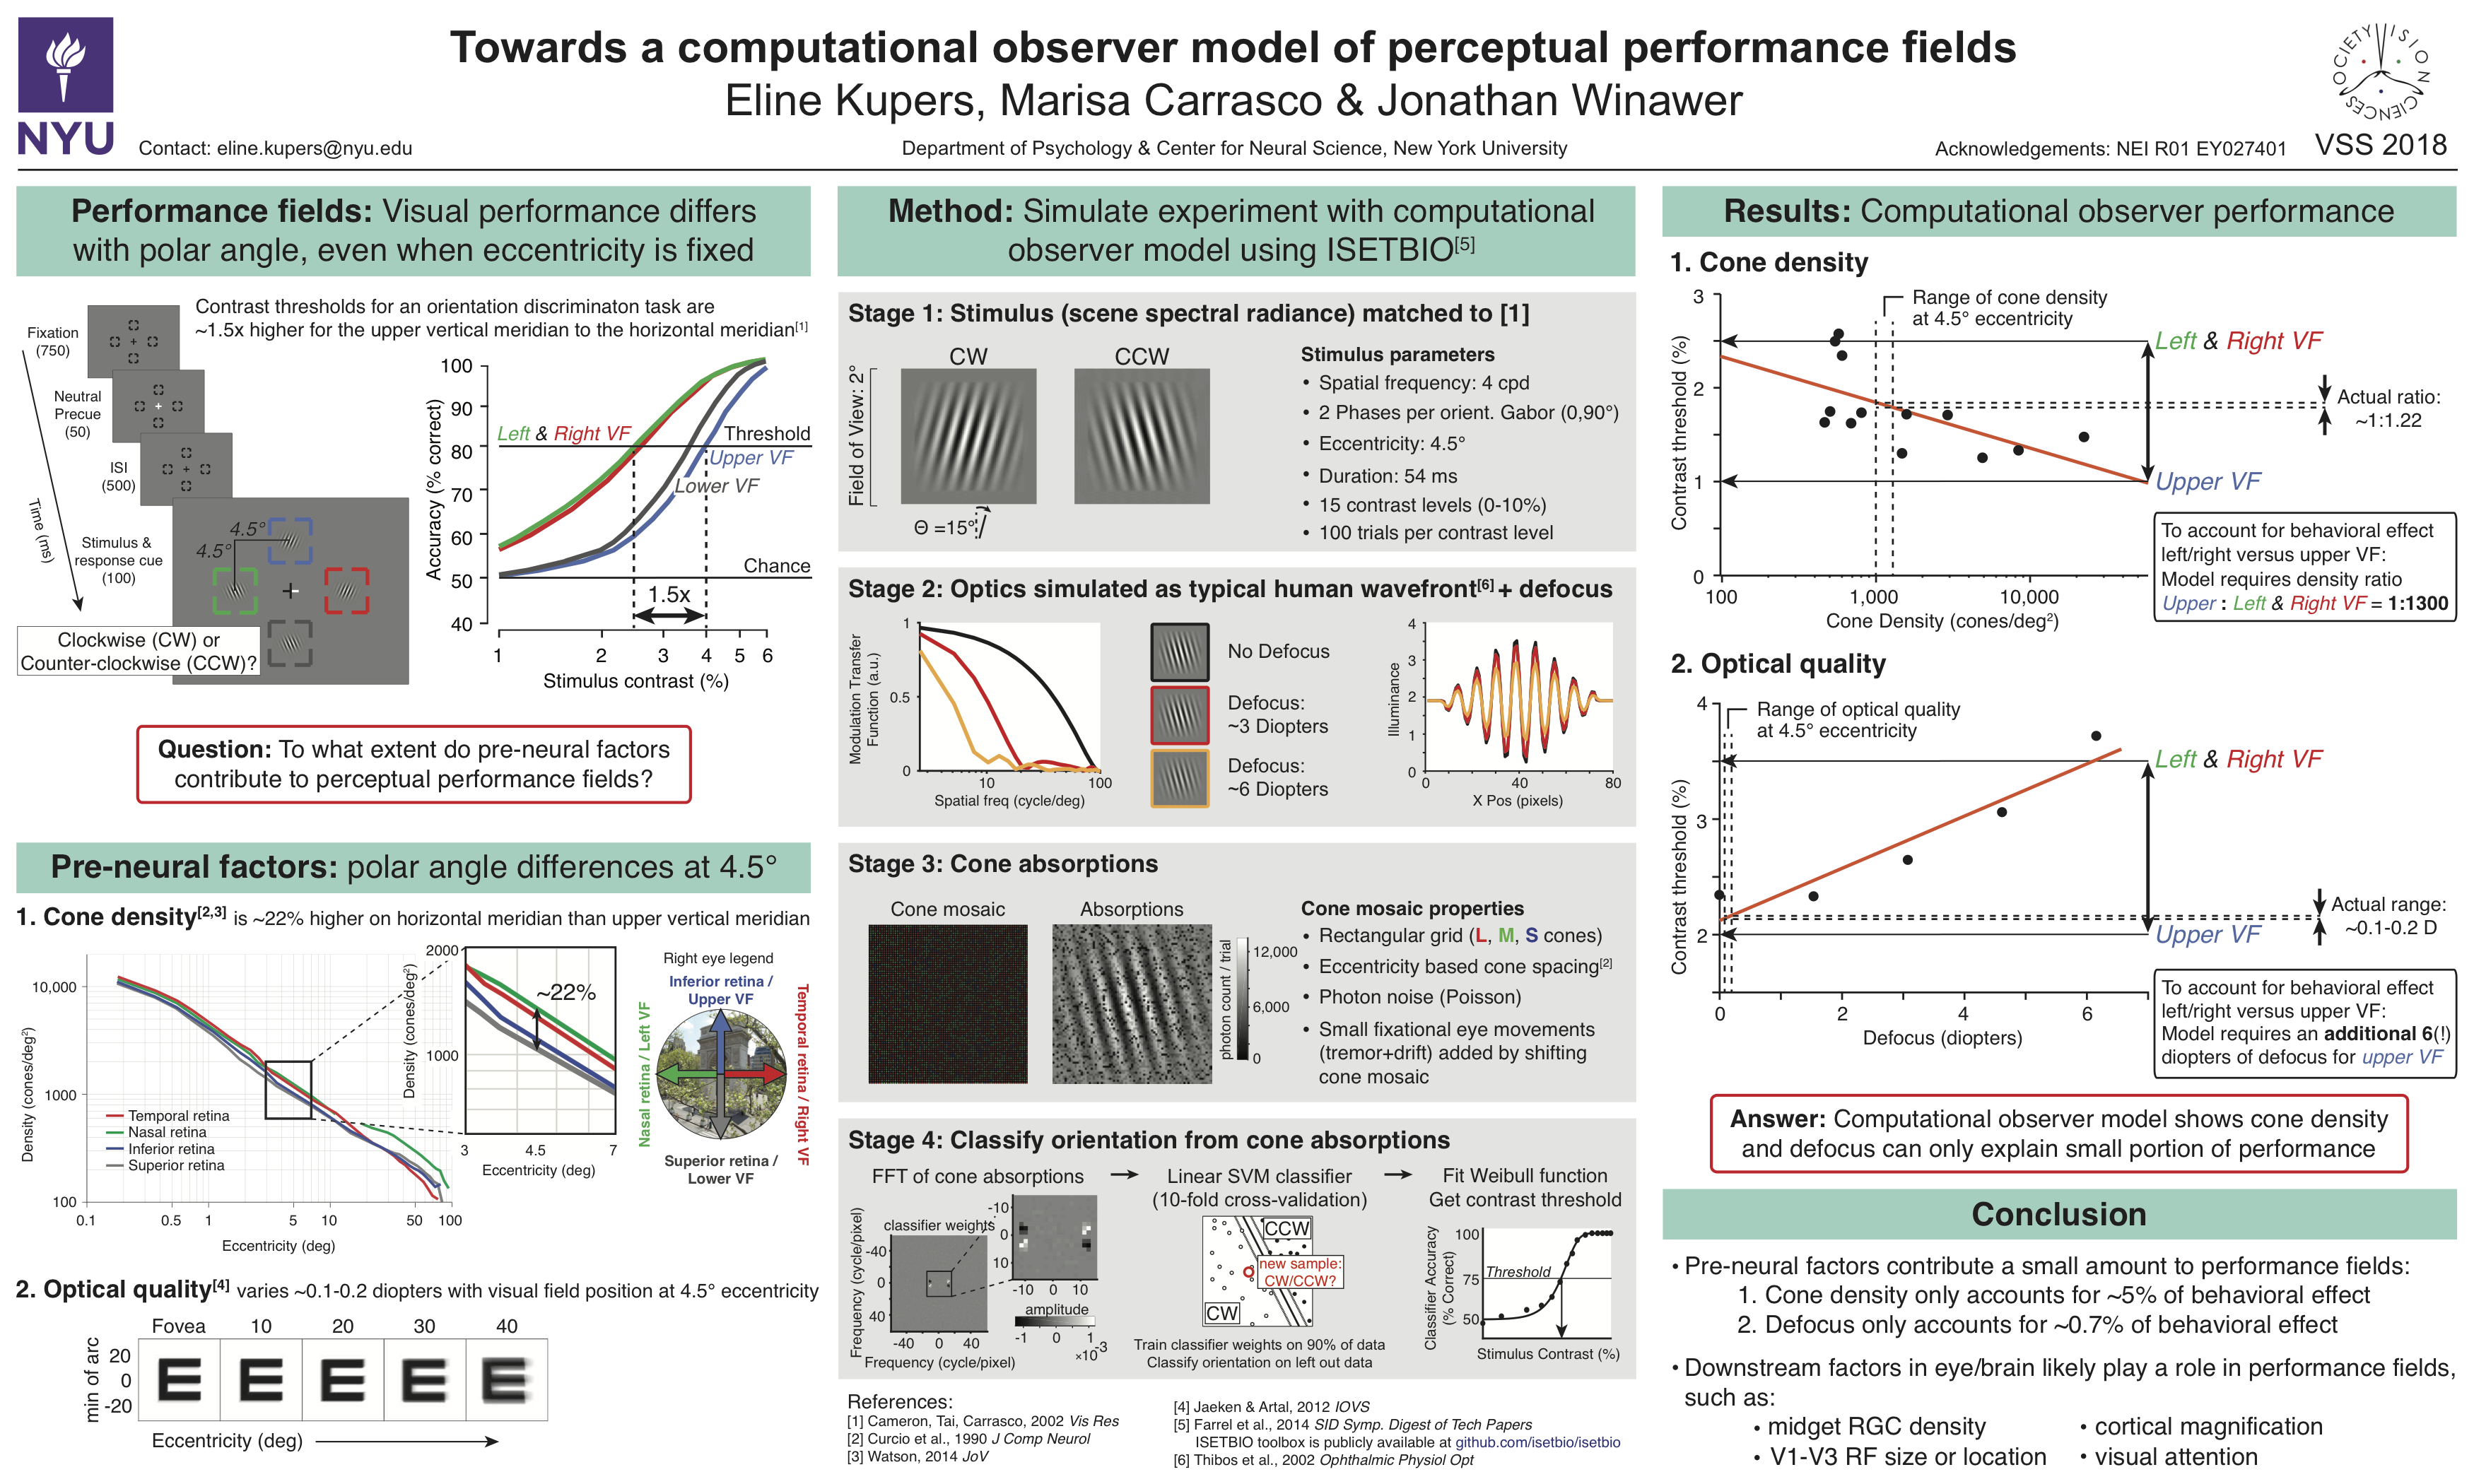 Towards a computational observer model of perceptual performance fields
Eline Kupers, Marisa Carrasco & Jonathan Winawer
NYU
Contact: eline.kupers@nyu.edu
Department of Psychology & Center for Neural Science, New York University
Acknowledgements: NEI R01 EY027401
VISION SCIENCES SOCIETY
VSS 2018
Performance fields: Visual performance differs
with polar angle, even when eccentricity is fixed
Contrast thresholds for an orientation discriminaton task are
~1.5x higher for the upper vertical meridian to the horizontal meridian[1]
Fixation
(750)
Neutral
Precue
(50)
ISI
(500)
Time (ms)
Stimulus &
response cue
(100)
4.5°
4.5°
Clockwise (CW) or
Counter-clockwise (CCW)?
Accuracy (% correct)
100
90
80
70
60
50
40
Left & Right VF
Threshold
Upper VF
Lower VF
Chance
1.5x
1 2 3 4 5 6
Stimulus contrast (%)
Question: To what extent do pre-neural factors
contribute to perceptual performance fields?
Pre-neural factors: polar angle differences at 4.5°
1. Cone density[2,3] is ~22% higher on horizontal meridian than upper vertical meridian
Density (cones/deg²)
10,000
1000
100
Temporal retina
Nasal retina
Inferior retina
Superior retina
0.1 0.5 1 5 10 50 100
Eccentricity (deg)
Density (cones/deg²)
2000
1000
~22%
3 4.5 7
Eccentricity (deg)
Right eye legend
Inferior retina /
Upper VF
Nasal retina / Left VF
Temporal retina / Right VF
Superior retina /
Lower VF
2. Optical quality[4] varies ~0.1-0.2 diopters with visual field position at 4.5° eccentricity
Fovea 10 20 30 40
min of arc
20
0
-20
E E E E E
Eccentricity (deg)
Method: Simulate experiment with computational
observer model using ISETBIO[5]
Stage 1: Stimulus (scene spectral radiance) matched to [1]
CW CCW
Field of View: 2°
Θ =15°
Stimulus parameters
• Spatial frequency: 4 cpd
• 2 Phases per orient. Gabor (0,90°)
• Eccentricity: 4.5°
• Duration: 54 ms
• 15 contrast levels (0-10%)
• 100 trials per contrast level
Stage 2: Optics simulated as typical human wavefront[6] + defocus
Modulation Transfer
Function (a.u.)
1
0.5
0
10 100
Spatial freq (cycle/deg)
No Defocus
Defocus:
~3 Diopters
Defocus:
~6 Diopters
Illuminance
4
3
2
1
0
0 40 80
X Pos (pixels)
Stage 3: Cone absorptions
Cone mosaic
Absorptions
photon count / trial
12,000
6,000
0
Cone mosaic properties
• Rectangular grid (L, M, S cones)
• Eccentricity based cone spacing[2]
• Photon noise (Poisson)
• Small fixational eye movements
(tremor+drift) added by shifting
cone mosaic
Stage 4: Classify orientation from cone absorptions
FFT of cone absorptions
Linear SVM classifier
(10-fold cross-validation)
Fit Weibull function
Get contrast threshold
Frequency (cycle/pixel)
classifier weights
-40
0
40
-40 0 40
Frequency (cycle/pixel)
-10
0
10
-10 0 10
amplitude
-1 0 1
×10-3
CCW
new sample:
CW/CCW?
CW
Train classifier weights on 90% of data
Classify orientation on left out data
Classifier Accuracy
(% Correct)
100
75
50
Threshold
Stimulus Contrast (%)
References:
[1] Cameron, Tai, Carrasco, 2002 Vis Res
[2] Curcio et al., 1990 J Comp Neurol
[3] Watson, 2014 JoV
[4] Jaeken & Artal, 2012 IOVS
[5] Farrel et al., 2014 SID Symp. Digest of Tech Papers
ISETBIO toolbox is publicly available at github.com/isetbio/isetbio
[6] Thibos et al., 2002 Ophthalmic Physiol Opt
Results: Computational observer performance
1. Cone density
Contrast threshold (%)
3
2
1
0
Range of cone density
at 4.5° eccentricity
Left & Right VF
Actual ratio:
~1:1.22
Upper VF
100 1,000 10,000
Cone Density (cones/deg²)
To account for behavioral effect
left/right versus upper VF:
Model requires density ratio
Upper : Left & Right VF = 1:1300
2. Optical quality
Contrast threshold (%)
4
3
2
Range of optical quality
at 4.5° eccentricity
Left & Right VF
Actual range:
~0.1-0.2 D
Upper VF
0 2 4 6
Defocus (diopters)
To account for behavioral effect
left/right versus upper VF:
Model requires an additional 6(!)
diopters of defocus for upper VF
Answer: Computational observer model shows cone density
and defocus can only explain small portion of performance
Conclusion
• Pre-neural factors contribute a small amount to performance fields:
1. Cone density only accounts for ~5% of behavioral effect
2. Defocus only accounts for ~0.7% of behavioral effect
• Downstream factors in eye/brain likely play a role in performance fields,
such as:
• midget RGC density
• cortical magnification
• V1-V3 RF size or location
• visual attention